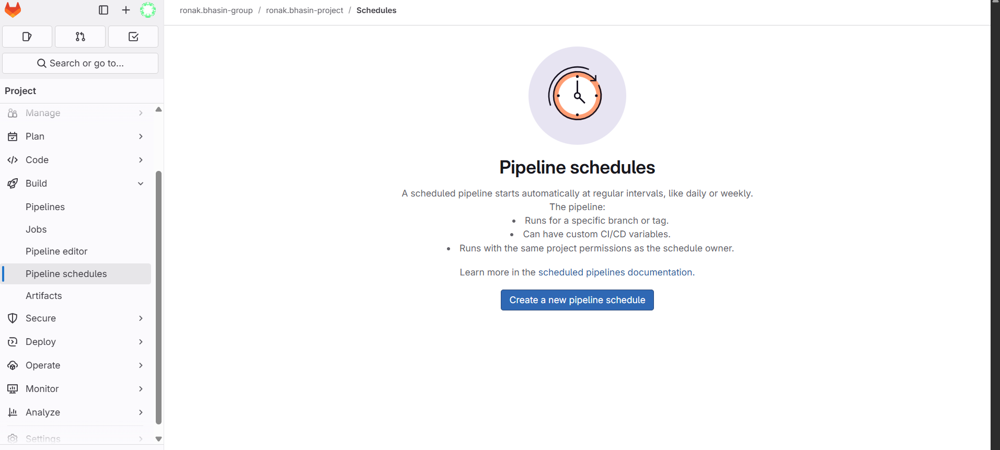 ronak.bhasin-group / ronak.bhasin-project / Schedules
Search or go to...
Project
Manage
Plan
Code
Build
Pipelines
Jobs
Pipeline editor
Pipeline schedules
Artifacts
Secure
Deploy
Operate
Monitor
Analyze
Settings
Pipeline schedules
A scheduled pipeline starts automatically at regular intervals, like daily or weekly.
The pipeline:
• Runs for a specific branch or tag.
• Can have custom CI/CD variables.
• Runs with the same project permissions as the schedule owner.
Learn more in the scheduled pipelines documentation.
Create a new pipeline schedule